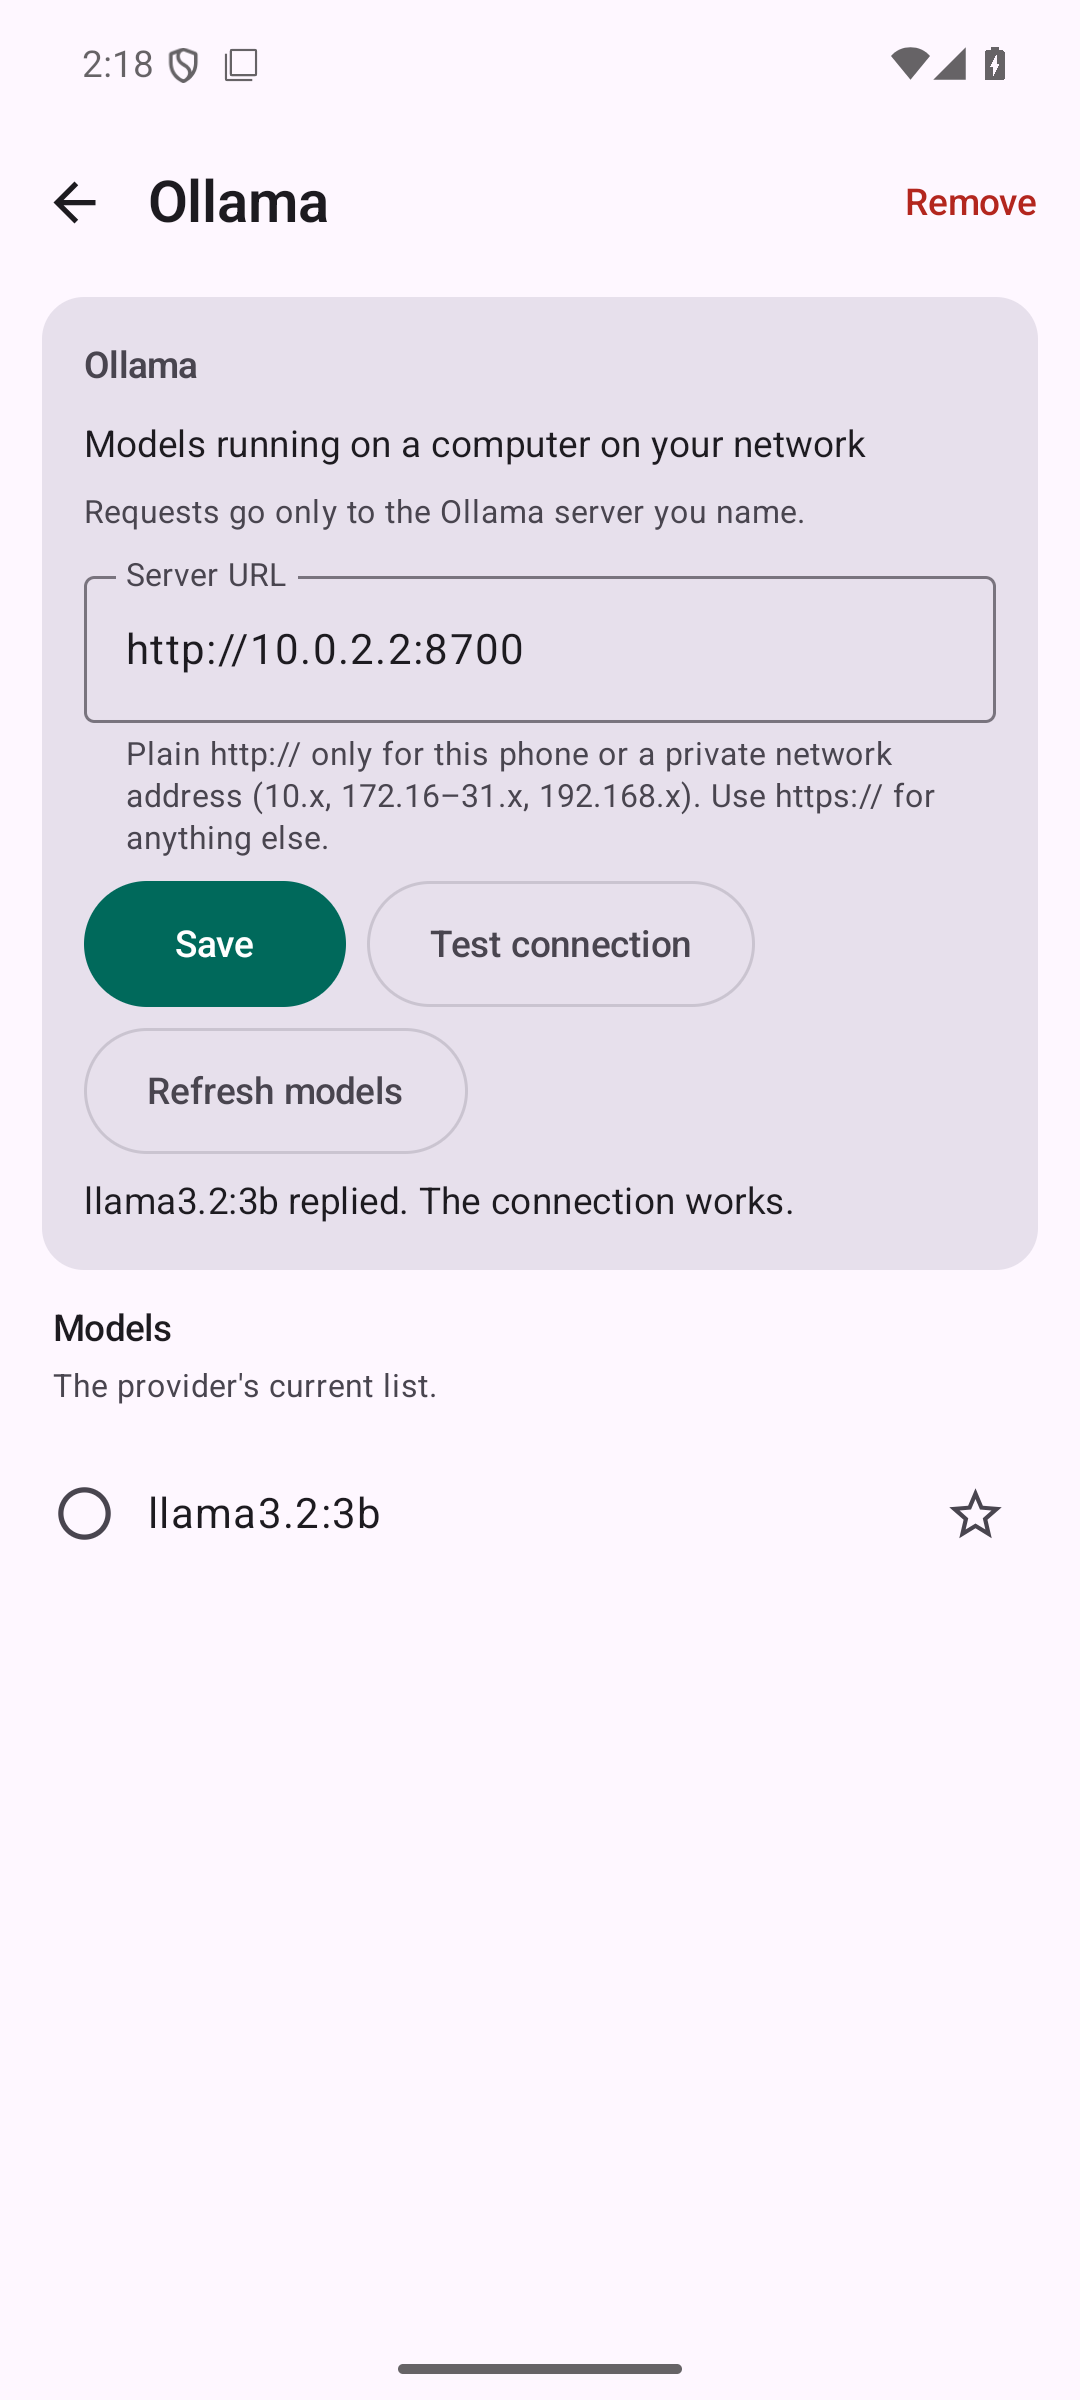 2:18
Ollama
Remove
Ollama
Models running on a computer on your network
Requests go only to the Ollama server you name.
Server URL
http://10.0.2.2:8700
Plain http:// only for this phone or a private network
address (10.x, 172.16–31.x, 192.168.x). Use https:// for
anything else.
Save
Test connection
Refresh models
llama3.2:3b replied. The connection works.
Models
The provider's current list.
llama3.2:3b